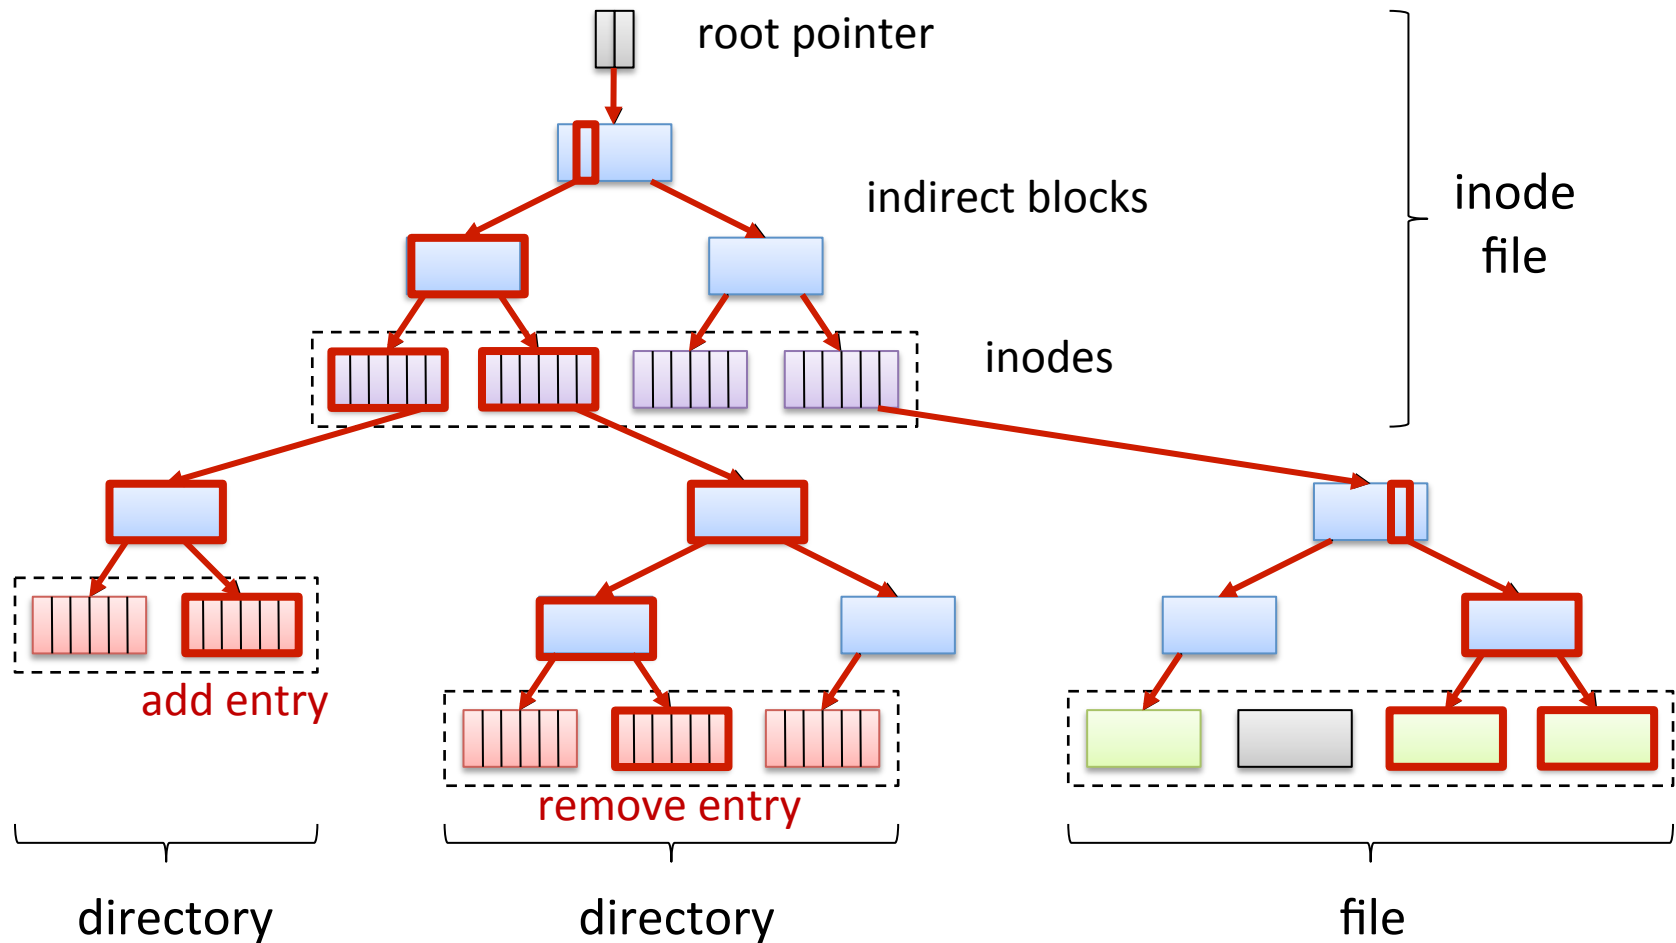 root pointer
indirect blocks
inode
file
inodes
add entry
remove entry
directory
directory
file